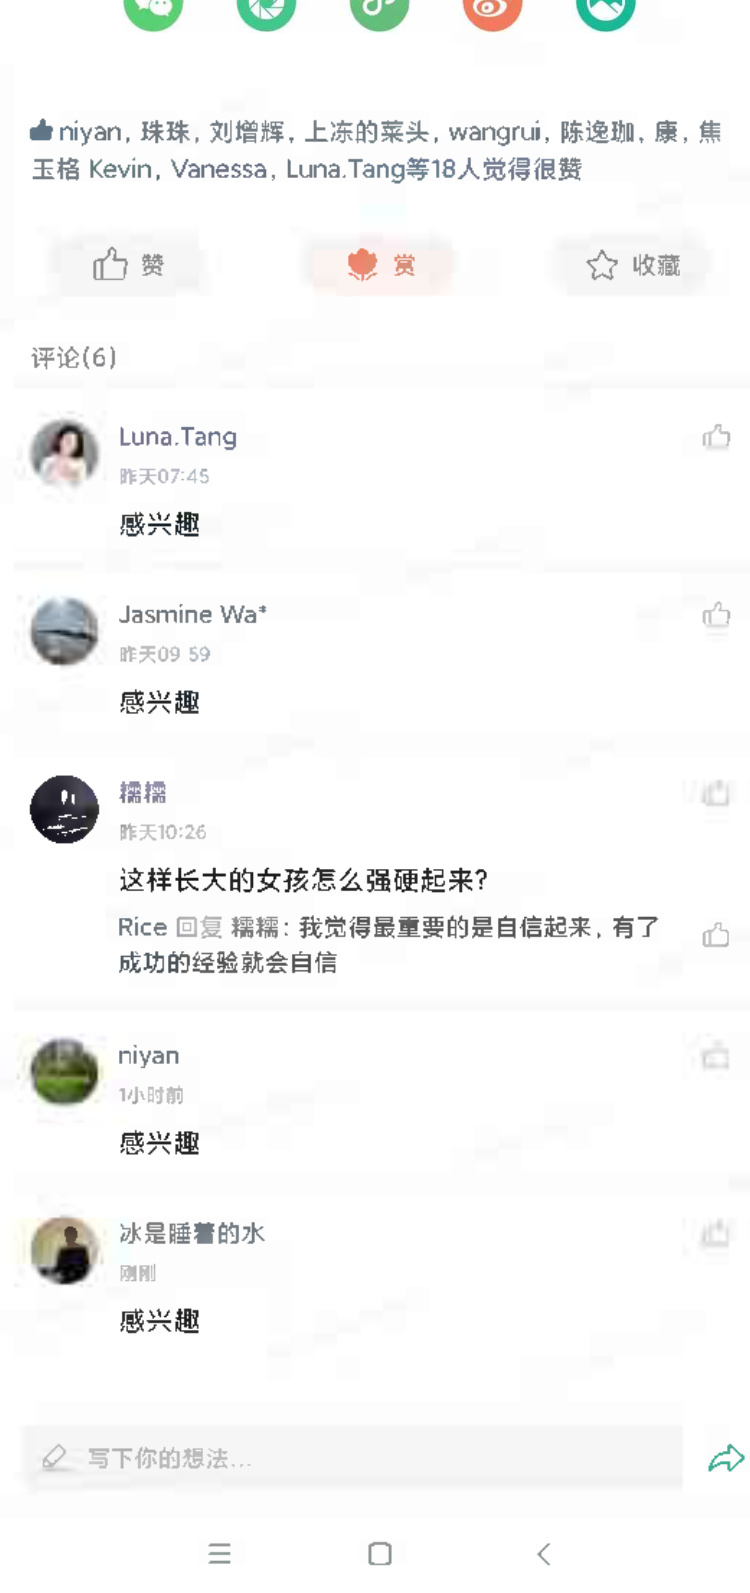 niyan, 珠珠, 刘增辉, 上冻的菜头, wangrui, 陈逸珈, 康, 焦
玉格 Kevin, Vanessa, Luna.Tang等18人觉得很赞
赞 赏 收藏
评论(6)
Luna.Tang
昨天07:45
感兴趣
Jasmine Wa*
昨天09 59
感兴趣
糯糯
昨天10:26
这样长大的女孩怎么强硬起来?
Rice 回复 糯糯: 我觉得最重要的是自信起来, 有了
成功的经验就会自信
niyan
1小时前
感兴趣
冰是睡着的水
刚刚
感兴趣
写下你的想法...